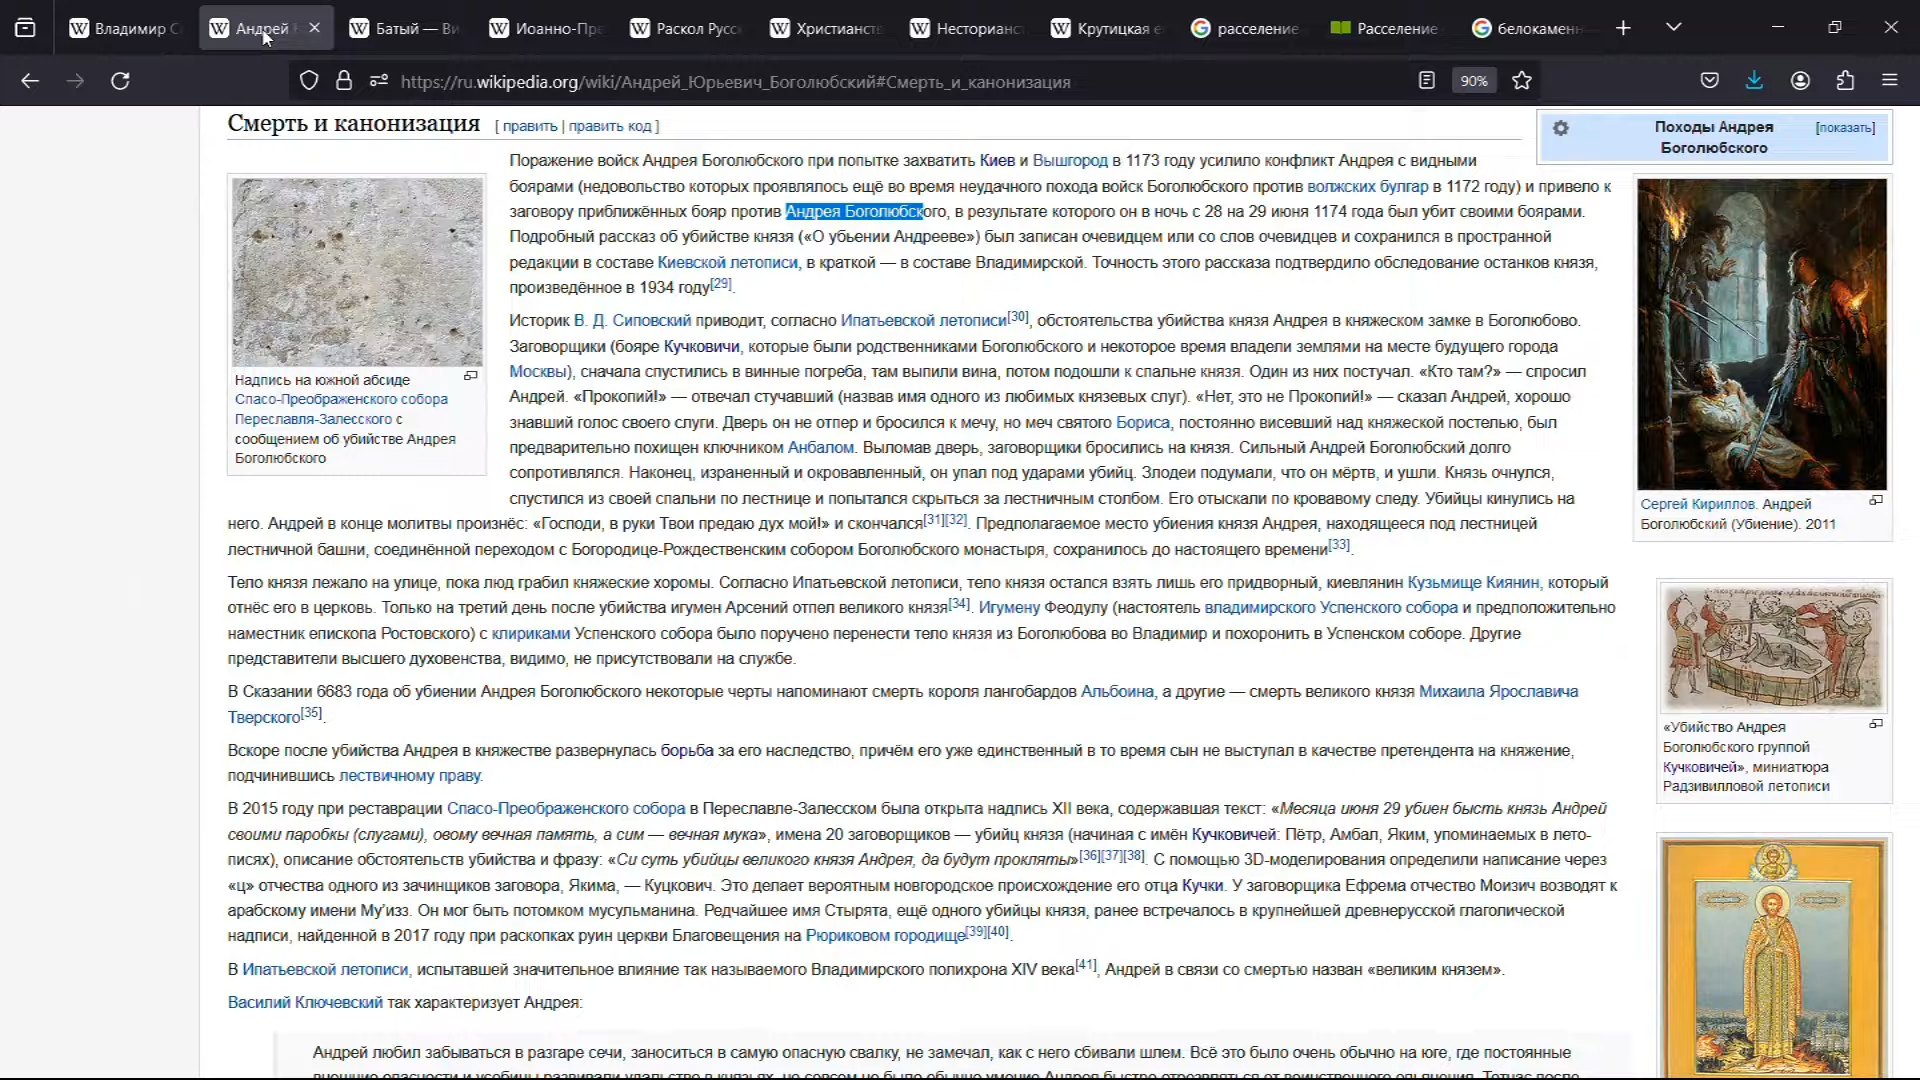 Владимир С
Андрей
Батый — Ви
Иоанно-Пре
Раскол Русс
Христианст
Несторианс
Крутицкая е
расселение
Расселение
белокаменн
https://ru.wikipedia.org/wiki/Андрей_Юрьевич_Боголюбский#Смерть_и_канонизация
90%
Смерть и канонизация [ править | править код ]
Походы Андрея Боголюбского [показать]
Поражение войск Андрея Боголюбского при попытке захватить Киев и Вышгород в 1173 году усилило конфликт Андрея с видными
боярами (недовольство которых проявлялось ещё во время неудачного похода войск Боголюбского против волжских булгар в 1172 году) и привело к
заговору приближённых бояр против Андрея Боголюбского, в результате которого он в ночь с 28 на 29 июня 1174 года был убит своими боярами.
Подробный рассказ об убийстве князя («О убьении Андрееве») был записан очевидцем или со слов очевидцев и сохранился в пространной
редакции в составе Киевской летописи, в краткой — в составе Владимирской. Точность этого рассказа подтвердило обследование останков князя,
произведённое в 1934 году[29].
Надпись на южной абсиде
Спасо-Преображенского собора
Переславля-Залесского с
сообщением об убийстве Андрея
Боголюбского
Историк В. Д. Сиповский приводит, согласно Ипатьевской летописи[30], обстоятельства убийства князя Андрея в княжеском замке в Боголюбово.
Заговорщики (бояре Кучковичи, которые были родственниками Боголюбского и некоторое время владели землями на месте будущего города
Москвы), сначала спустились в винные погреба, там выпили вина, потом подошли к спальне князя. Один из них постучал. «Кто там?» — спросил
Андрей. «Прокопий!» — отвечал стучавший (назвав имя одного из любимых князевых слуг). «Нет, это не Прокопий!» — сказал Андрей, хорошо
знавший голос своего слуги. Дверь он не отпер и бросился к мечу, но меч святого Бориса, постоянно висевший над княжеской постелью, был
предварительно похищен ключником Анбалом. Выломав дверь, заговорщики бросились на князя. Сильный Андрей Боголюбский долго
сопротивлялся. Наконец, израненный и окровавленный, он упал под ударами убийц. Злодеи подумали, что он мёртв, и ушли. Князь очнулся,
спустился из своей спальни по лестнице и попытался скрыться за лестничным столбом. Его отыскали по кровавому следу. Убийцы кинулись на
него. Андрей в конце молитвы произнёс: «Господи, в руки Твои предаю дух мой!» и скончался[31][32]. Предполагаемое место убиения князя Андрея, находящееся под лестницей
лестничной башни, соединённой переходом с Богородице-Рождественским собором Боголюбского монастыря, сохранилось до настоящего времени[33].
Сергей Кириллов. Андрей
Боголюбский (Убиение). 2011
Тело князя лежало на улице, пока люд грабил княжеские хоромы. Согласно Ипатьевской летописи, тело князя остался взять лишь его придворный, киевлянин Кузьмище Киянин, который
отнёс его в церковь. Только на третий день после убийства игумен Арсений отпел великого князя[34]. Игумену Феодулу (настоятель владимирского Успенского собора и предположительно
наместник епископа Ростовского) с клириками Успенского собора было поручено перенести тело князя из Боголюбова во Владимир и похоронить в Успенском соборе. Другие
представители высшего духовенства, видимо, не присутствовали на службе.
В Сказании 6683 года об убиении Андрея Боголюбского некоторые черты напоминают смерть короля лангобардов Альбоина, а другие — смерть великого князя Михаила Ярославича
Тверского[35].
Вскоре после убийства Андрея в княжестве развернулась борьба за его наследство, причём его уже единственный в то время сын не выступал в качестве претендента на княжение,
подчинившись лествичному праву.
«Убийство Андрея
Боголюбского группой
Кучковичей», миниатюра
Радзивилловой летописи
В 2015 году при реставрации Спасо-Преображенского собора в Переславле-Залесском была открыта надпись XII века, содержавшая текст: «Месяца июня 29 убиен бысть князь Андрей
своими паробкы (слугами), овому вечная память, а сим — вечная мука», имена 20 заговорщиков — убийц князя (начиная с имён Кучковичей: Пётр, Амбал, Яким, упоминаемых в лето-
писях), описание обстоятельств убийства и фразу: «Си суть убийцы великого князя Андрея, да будут прокляты»[36][37][38]. С помощью 3D-моделирования определили написание через
«ц» отчества одного из зачинщиков заговора, Якима, — Куцкович. Это делает вероятным новгородское происхождение его отца Кучки. У заговорщика Ефрема отчество Моизич возводят к
арабскому имени Му’изз. Он мог быть потомком мусульманина. Редчайшее имя Стырята, ещё одного убийцы князя, ранее встречалось в крупнейшей древнерусской глаголической
надписи, найденной в 2017 году при раскопках руин церкви Благовещения на Рюриковом городище[39][40].
В Ипатьевской летописи, испытавшей значительное влияние так называемого Владимирского полихрона XIV века[41], Андрей в связи со смертью назван «великим князем».
Василий Ключевский так характеризует Андрея:
Андрей любил забываться в разгаре сечи, заноситься в самую опасную свалку, не замечал, как с него сбивали шлем. Всё это было очень обычно на юге, где постоянные